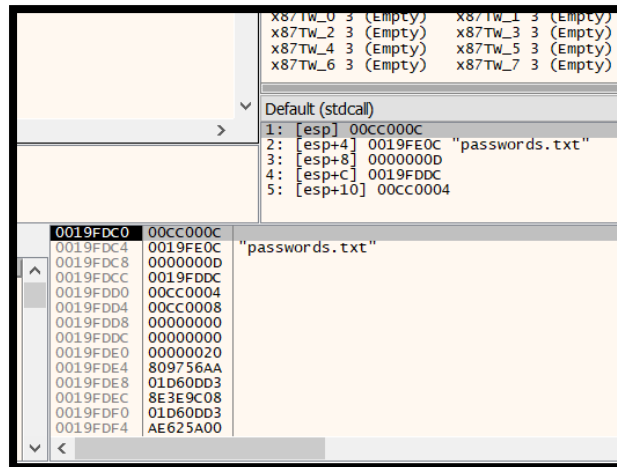 x87TW_0 3 (Empty) x87TW_1 3 (Empty)
x87TW_2 3 (Empty) x87TW_3 3 (Empty)
x87TW_4 3 (Empty) x87TW_5 3 (Empty)
x87TW_6 3 (Empty) x87TW_7 3 (Empty)
Default (stdcall)
1: [esp] 00CC000C
2: [esp+4] 0019FE0C "passwords.txt"
3: [esp+8] 0000000D
4: [esp+C] 0019FDDC
5: [esp+10] 00CC0004
0019FDC0 00CC000C
0019FDC4 0019FE0C "passwords.txt"
0019FDC8 0000000D
0019FDCC 0019FDDC
0019FDD0 00CC0004
0019FDD4 00CC0008
0019FDD8 00000000
0019FDDC 00000000
0019FDE0 00000020
0019FDE4 809756AA
0019FDE8 01D60DD3
0019FDEC 8E3E9C08
0019FDF0 01D60DD3
0019FDF4 AE625A00